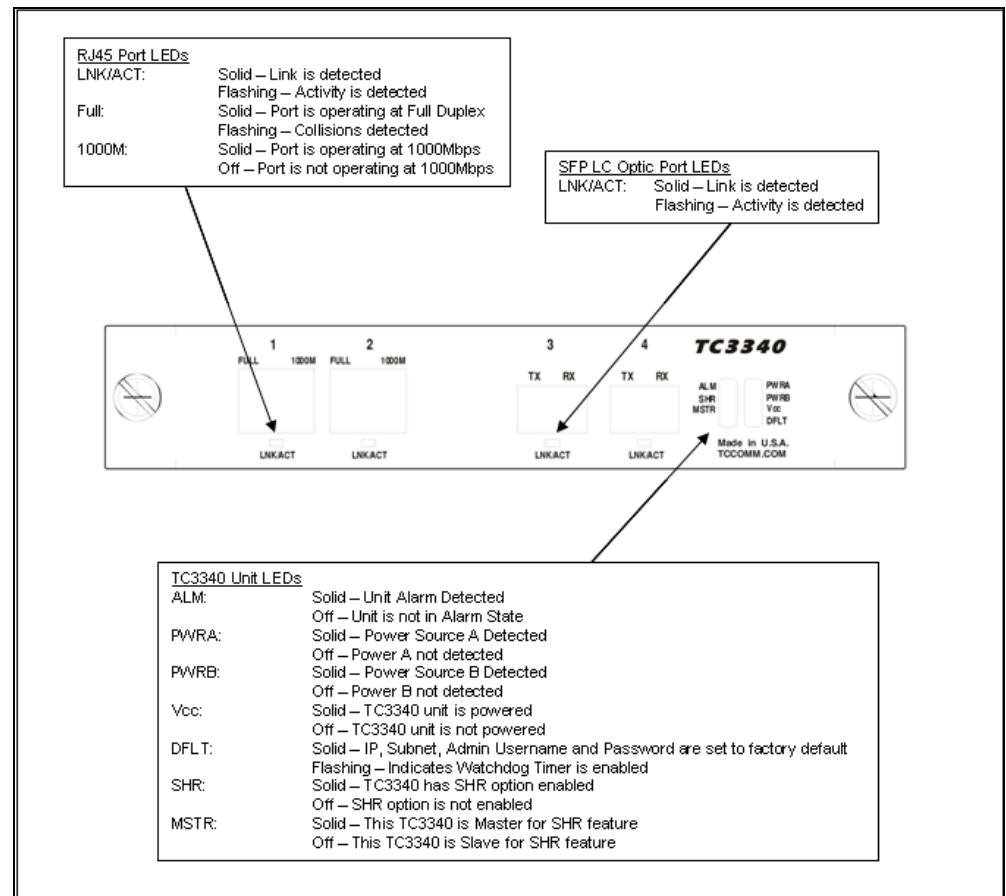 RJ45 Port LEDs
LNK/ACT: Solid – Link is detected
Flashing – Activity is detected
Full: Solid – Port is operating at Full Duplex
Flashing – Collisions detected
1000M: Solid – Port is operating at 1000Mbps
Off – Port is not operating at 1000Mbps
SFP LC Optic Port LEDs
LNK/ACT: Solid – Link is detected
Flashing – Activity is detected
1 2 3 4 TC3340
FULL 1000M FULL 1000M
TX RX TX RX
ALM PWRA
SHR PWRB
MSTR Vcc
DFLT
Made in U.S.A.
LNK/ACT LNK/ACT LNK/ACT LNK/ACT TCCOMM.COM
TC3340 Unit LEDs
ALM: Solid – Unit Alarm Detected
Off – Unit is not in Alarm State
PWRA: Solid – Power Source A Detected
Off – Power A not detected
PWRB: Solid – Power Source B Detected
Off – Power B not detected
Vcc: Solid – TC3340 unit is powered
Off – TC3340 unit is not powered
DFLT: Solid – IP, Subnet, Admin Username and Password are set to factory default
Flashing – Indicates Watchdog Timer is enabled
SHR: Solid – TC3340 has SHR option enabled
Off – SHR option is not enabled
MSTR: Solid – This TC3340 is Master for SHR feature
Off – This TC3340 is Slave for SHR feature